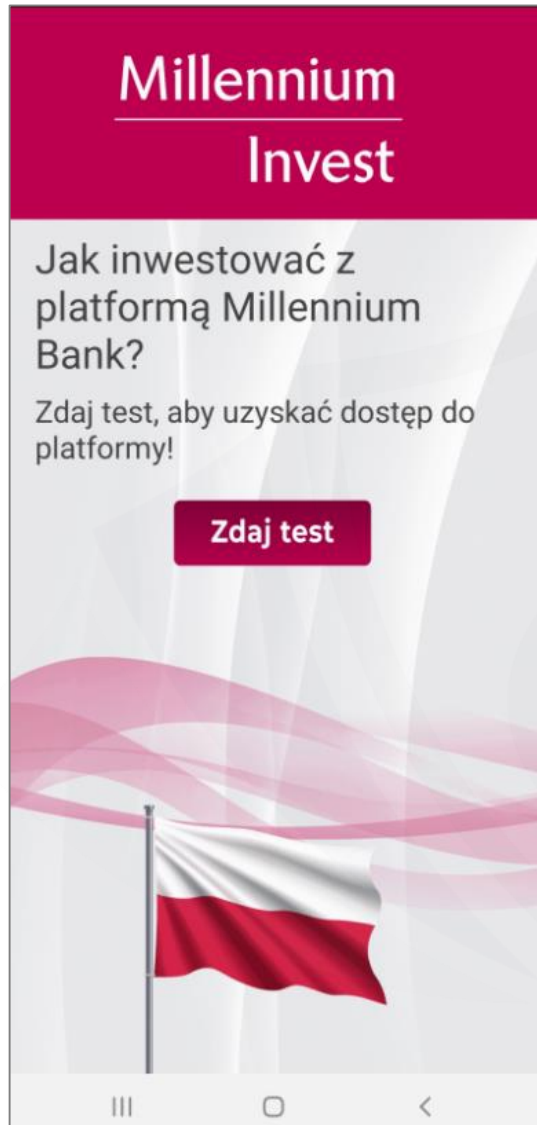 Millennium
Invest
Jak inwestować z
platformą Millennium
Bank?
Zdaj test, aby uzyskać dostęp do
platformy!
Zdaj test